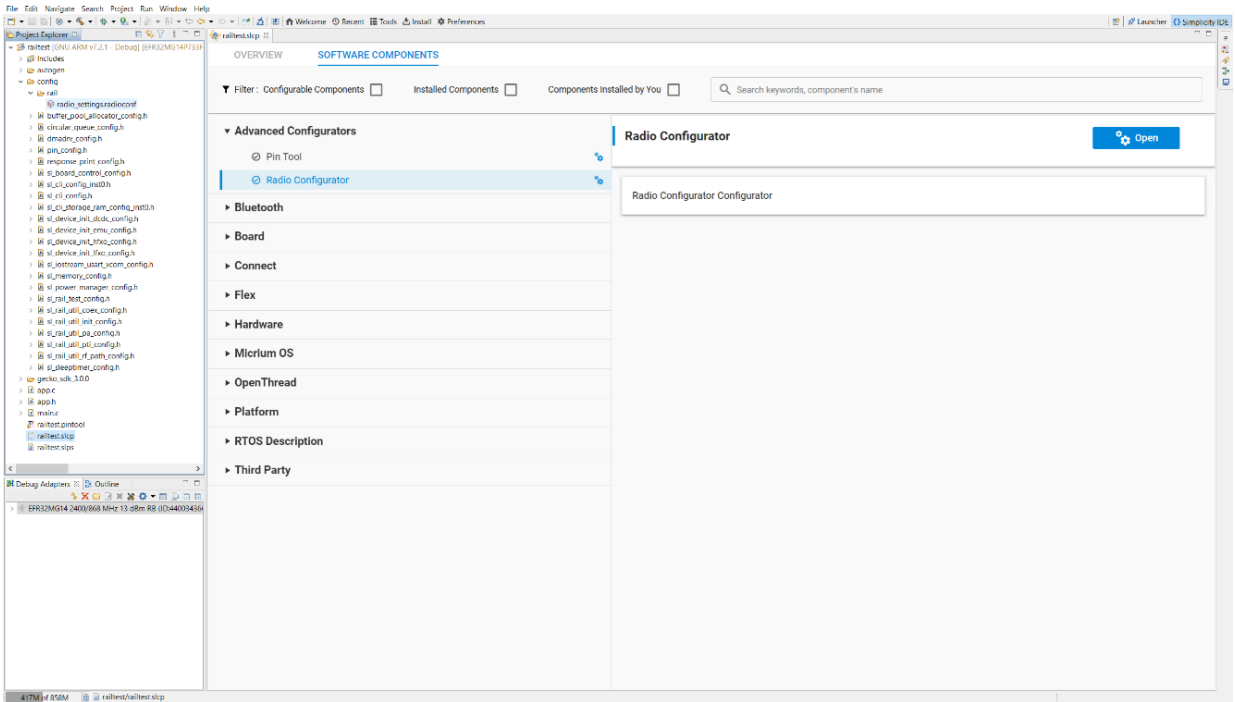 File Edit Navigate Search Project Run Window Help
Welcome Recent Tools Install Preferences
Launcher Simplicity IDE
Project Explorer
railtest.slcp
railtest [GNU ARM v7.2.1 - Debug] [EFR32MG14P733F
Includes
autogen
config
rail
radio_settings.radioconf
buffer_pool_allocator_config.h
circular_queue_config.h
dmadrv_config.h
pin_config.h
response_print_config.h
sl_board_control_config.h
sl_cli_config_inst0.h
sl_cli_config.h
sl_cli_storage_ram_config_inst0.h
sl_device_init_dcdc_config.h
sl_device_init_emu_config.h
sl_device_init_hfxo_config.h
sl_device_init_lfxo_config.h
sl_iostream_usart_vcom_config.h
sl_memory_config.h
sl_power_manager_config.h
sl_rail_test_config.h
sl_rail_util_coex_config.h
sl_rail_util_init_config.h
sl_rail_util_pa_config.h
sl_rail_util_pti_config.h
sl_rail_util_rf_path_config.h
sl_sleeptimer_config.h
gecko_sdk_3.0.0
app.c
app.h
main.c
railtest.pintool
railtest.slcp
railtest.slps
Debug Adapters Outline
EFR32MG14 2400/868 MHz 13 dBm RB (ID:44003436
OVERVIEW SOFTWARE COMPONENTS
Filter : Configurable Components Installed Components Components Installed by You Search keywords, component's name
Advanced Configurators
Pin Tool
Radio Configurator
Bluetooth
Board
Connect
Flex
Hardware
Micrium OS
OpenThread
Platform
RTOS Description
Third Party
Radio Configurator
Open
Radio Configurator Configurator
417M of 858M railtest/railtest.slcp